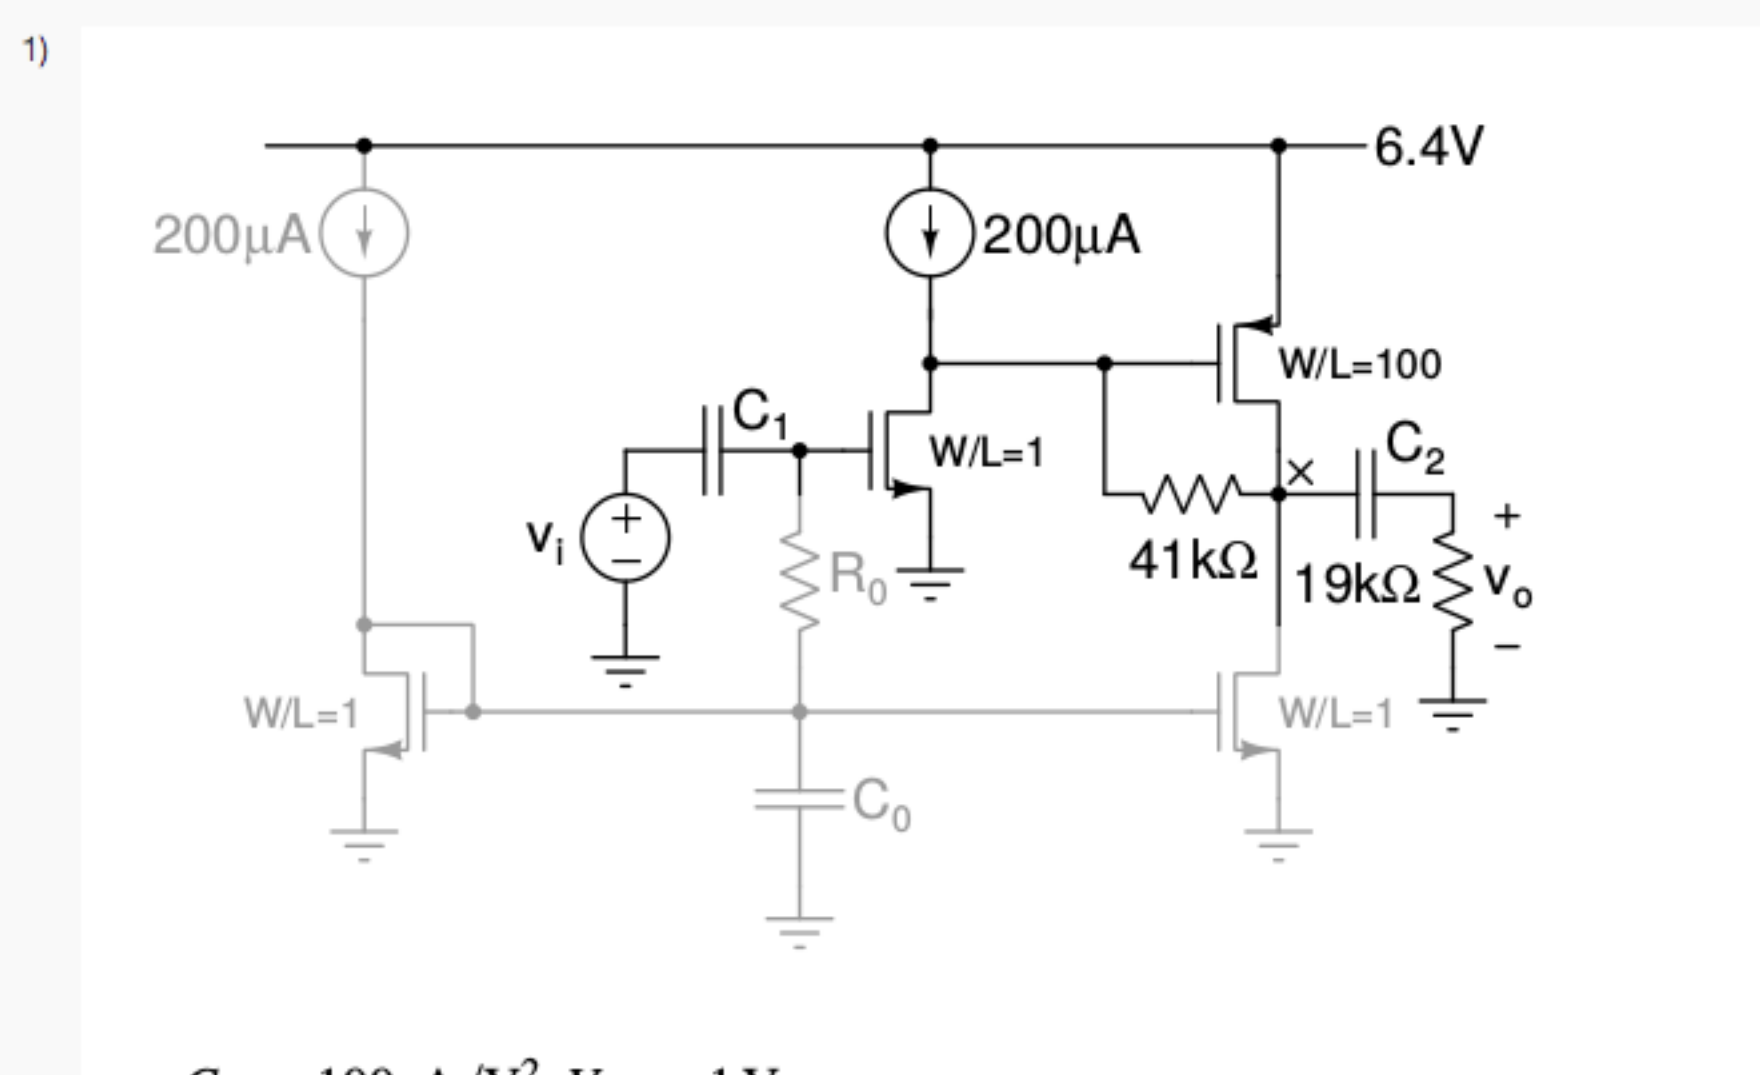 1)
6.4V
200μA
200μA
W/L=100
C₁
W/L=1
C₂
×
vᵢ
+
−
R₀
41kΩ
19kΩ
+
vₒ
−
W/L=1
W/L=1
C₀